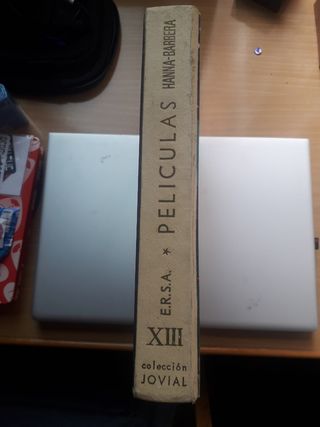 HANNA-BARBERA
E.R.S.A. * PELICULAS
XIII
colección
JOVIAL